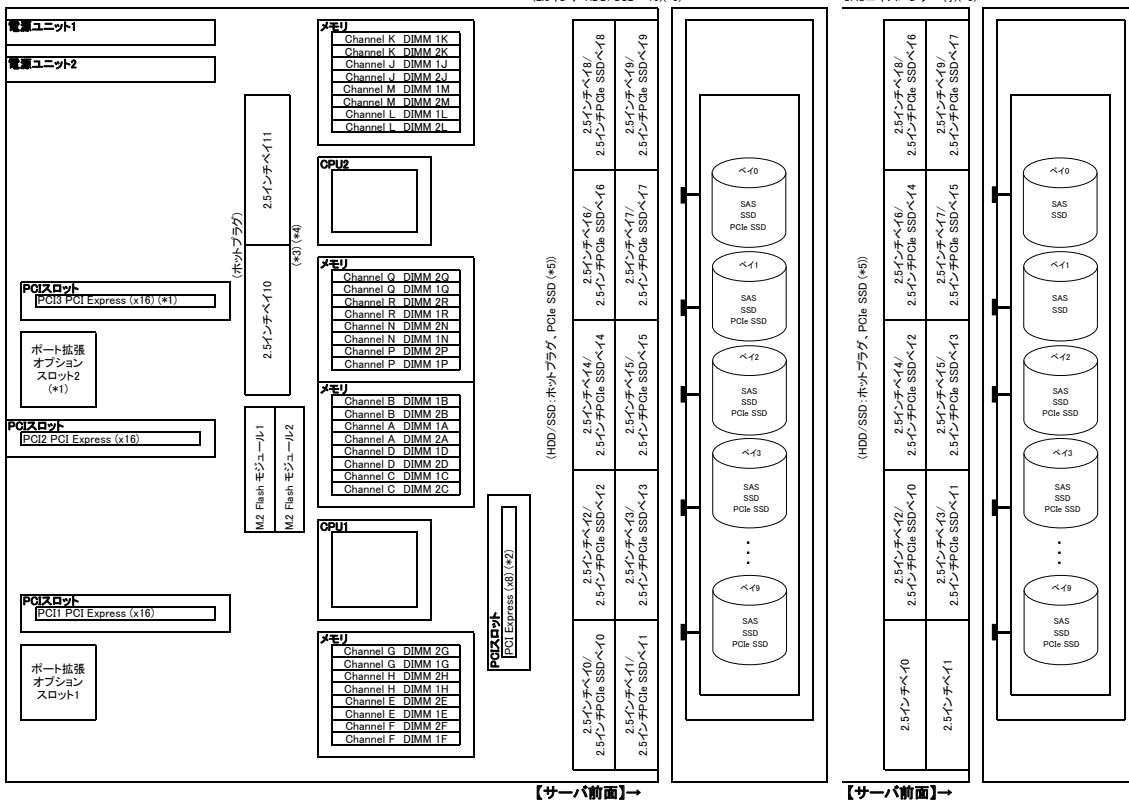 電源ユニット1
電源ユニット2
メモリ
Channel K DIMM 1K
Channel K DIMM 2K
Channel J DIMM 1J
Channel J DIMM 2J
Channel M DIMM 1M
Channel M DIMM 2M
Channel L DIMM 1L
Channel L DIMM 2L
CPU2
2.5インチベイ11
2.5インチベイ10
(ホットプラグ)
(*3)(*4)
メモリ
Channel Q DIMM 2Q
Channel Q DIMM 1Q
Channel R DIMM 2R
Channel R DIMM 1R
Channel N DIMM 2N
Channel N DIMM 1N
Channel P DIMM 2P
Channel P DIMM 1P
PCIスロット
PCI3 PCI Express (x16) (*1)
ポート拡張
オプション
スロット2
(*1)
PCIスロット
PCI2 PCI Express (x16)
メモリ
Channel B DIMM 1B
Channel B DIMM 2B
Channel A DIMM 1A
Channel A DIMM 2A
Channel D DIMM 1D
Channel D DIMM 2D
Channel C DIMM 1C
Channel C DIMM 2C
M.2 Flash モジュール1
M.2 Flash モジュール2
CPU1
PCIスロット
PCI Express (x8) (*2)
PCIスロット
PCI1 PCI Express (x16)
ポート拡張
オプション
スロット1
メモリ
Channel G DIMM 2G
Channel G DIMM 1G
Channel H DIMM 2H
Channel H DIMM 1H
Channel E DIMM 2E
Channel E DIMM 1E
Channel F DIMM 2F
Channel F DIMM 1F
(HDD/SSD:ホットプラグ、PCIe SSD (*5))
2.5インチベイ8/
2.5インチPCIe SSDベイ8
2.5インチベイ9/
2.5インチPCIe SSDベイ9
2.5インチベイ6/
2.5インチPCIe SSDベイ6
2.5インチベイ7/
2.5インチPCIe SSDベイ7
2.5インチベイ4/
2.5インチPCIe SSDベイ4
2.5インチベイ5/
2.5インチPCIe SSDベイ5
2.5インチベイ2/
2.5インチPCIe SSDベイ2
2.5インチベイ3/
2.5インチPCIe SSDベイ3
2.5インチベイ0/
2.5インチPCIe SSDベイ0
2.5インチベイ1/
2.5インチPCIe SSDベイ1
ベイ0
SAS
SSD
PCIe SSD
ベイ1
SAS
SSD
PCIe SSD
ベイ2
SAS
SSD
PCIe SSD
ベイ3
SAS
SSD
PCIe SSD
ベイ9
SAS
SSD
PCIe SSD
【サーバ前面】→
(HDD/SSD:ホットプラグ、PCIe SSD (*5))
2.5インチベイ8/
2.5インチPCIe SSDベイ6
2.5インチベイ9/
2.5インチPCIe SSDベイ7
2.5インチベイ6/
2.5インチPCIe SSDベイ4
2.5インチベイ7/
2.5インチPCIe SSDベイ5
2.5インチベイ4/
2.5インチPCIe SSDベイ2
2.5インチベイ5/
2.5インチPCIe SSDベイ3
2.5インチベイ2/
2.5インチPCIe SSDベイ0
2.5インチベイ3/
2.5インチPCIe SSDベイ1
2.5インチベイ0
2.5インチベイ1
ベイ0
SAS
SSD
ベイ1
SAS
SSD
ベイ2
SAS
SSD
PCIe SSD
ベイ3
SAS
SSD
PCIe SSD
ベイ9
SAS
SSD
PCIe SSD
【サーバ前面】→